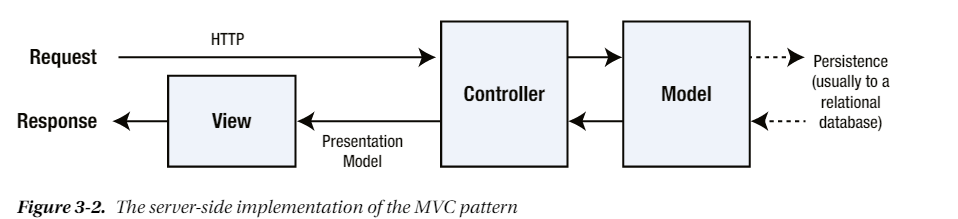 HTTP
Request
Response
View
Presentation
Model
Controller
Model
Persistence
(usually to a
relational
database)
Figure 3-2. The server-side implementation of the MVC pattern